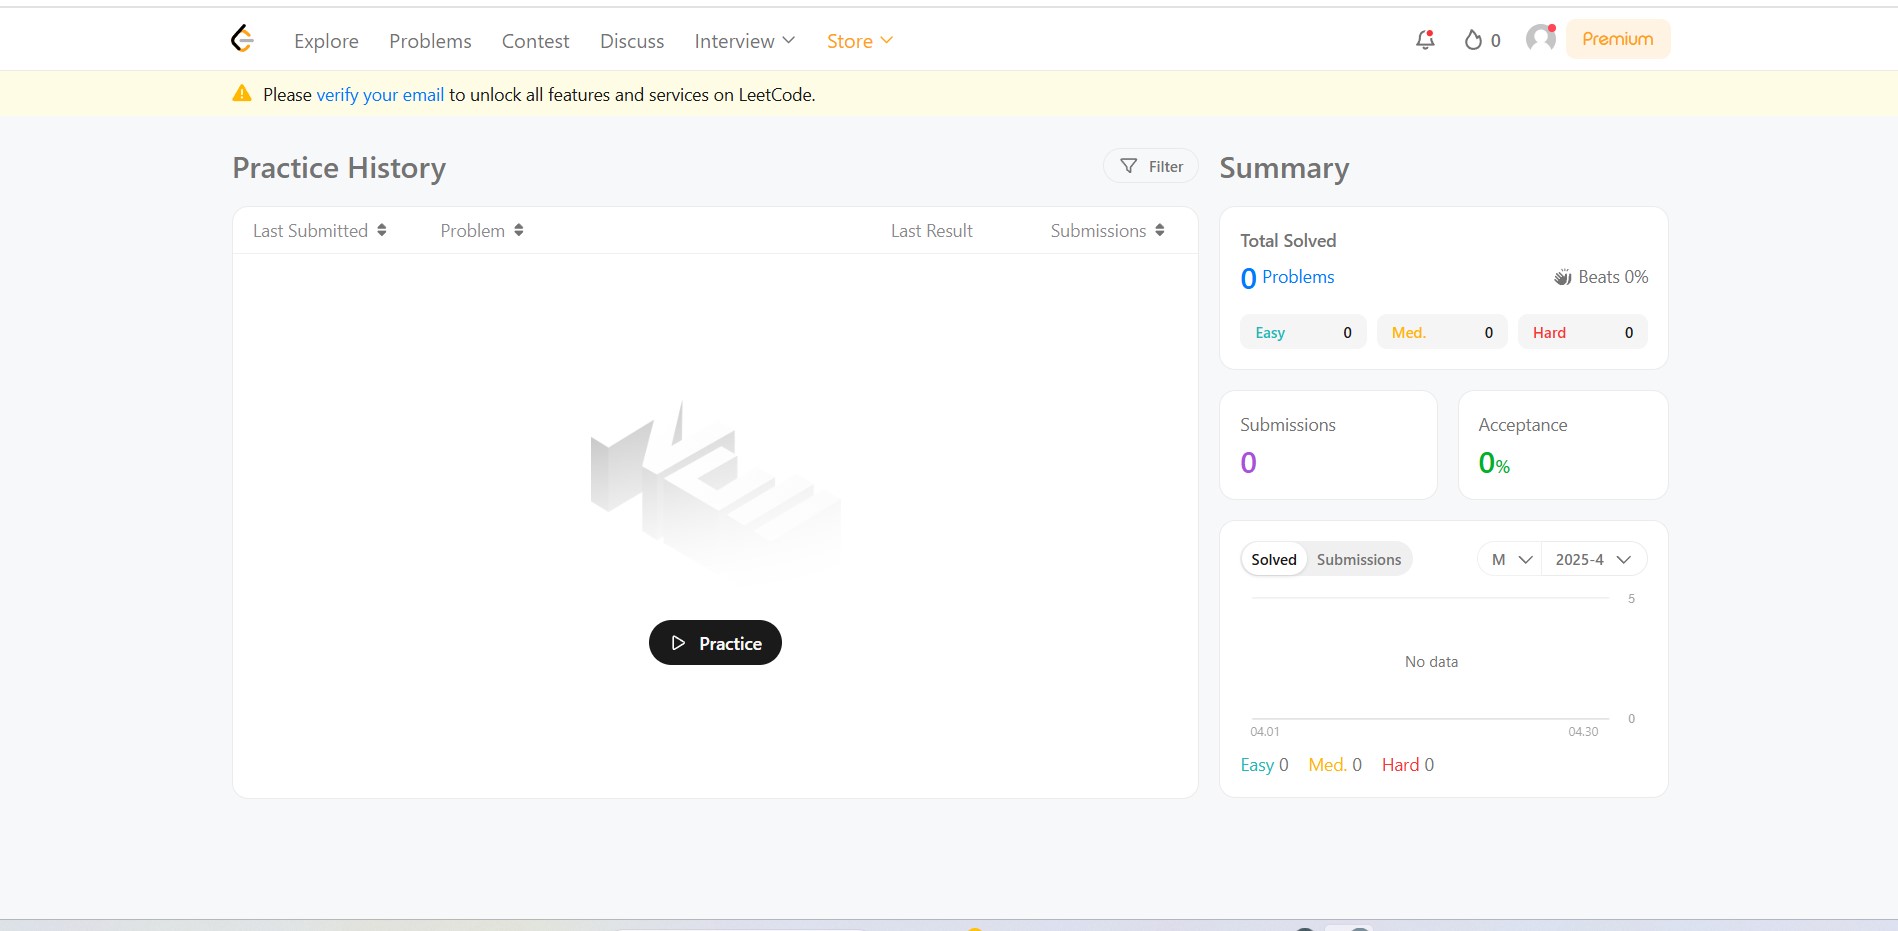 Explore Problems Contest Discuss Interview Store 0 Premium
Please verify your email to unlock all features and services on LeetCode.
Practice History
Filter
Last Submitted Problem Last Result Submissions
Practice
Summary
Total Solved
0 Problems Beats 0%
Easy 0 Med. 0 Hard 0
Submissions
0
Acceptance
0%
Solved Submissions M 2025-4
5
No data
0
04.01 04.30
Easy 0 Med. 0 Hard 0